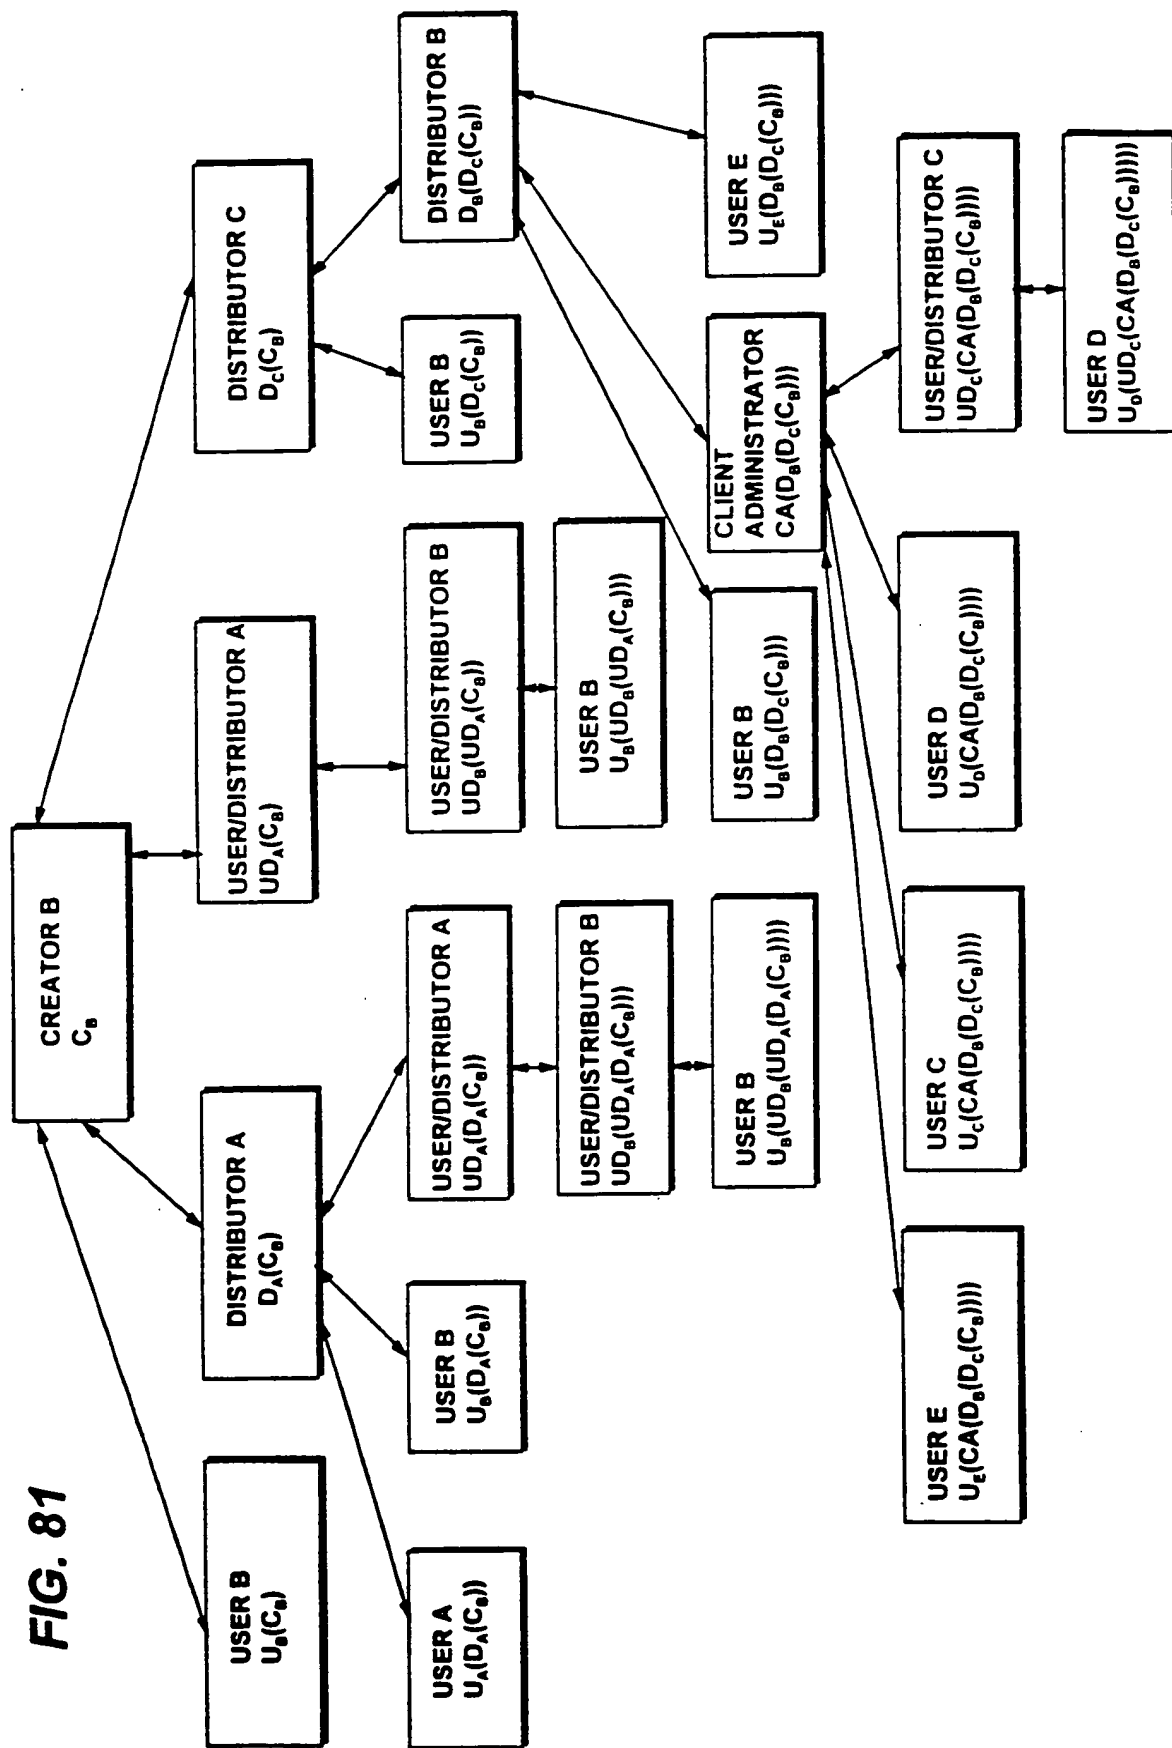 FIG. 81
CREATOR B
C_B
USER B
U_B(C_B)
DISTRIBUTOR A
D_A(C_B)
USER/DISTRIBUTOR A
UD_A(C_B)
DISTRIBUTOR C
D_C(C_B)
USER A
U_A(D_A(C_B))
USER B
U_B(D_A(C_B))
USER/DISTRIBUTOR A
UD_A(D_A(C_B))
USER/DISTRIBUTOR B
UD_B(UD_A(C_B))
USER B
U_B(D_C(C_B))
DISTRIBUTOR B
D_B(D_C(C_B))
USER/DISTRIBUTOR B
UD_B(UD_A(D_A(C_B)))
USER B
U_B(UD_B(UD_A(C_B)))
USER B
U_B(UD_B(UD_A(D_A(C_B))))
USER B
U_B(D_B(D_C(C_B)))
CLIENT
ADMINISTRATOR
CA(D_B(D_C(C_B)))
USER E
U_E(D_B(D_C(C_B)))
USER E
U_E(CA(D_B(D_C(C_B))))
USER C
U_C(CA(D_B(D_C(C_B))))
USER D
U_D(CA(D_B(D_C(C_B))))
USER/DISTRIBUTOR C
UD_C(CA(D_B(D_C(C_B))))
USER D
U_D(UD_C(CA(D_B(D_C(C_B)))))